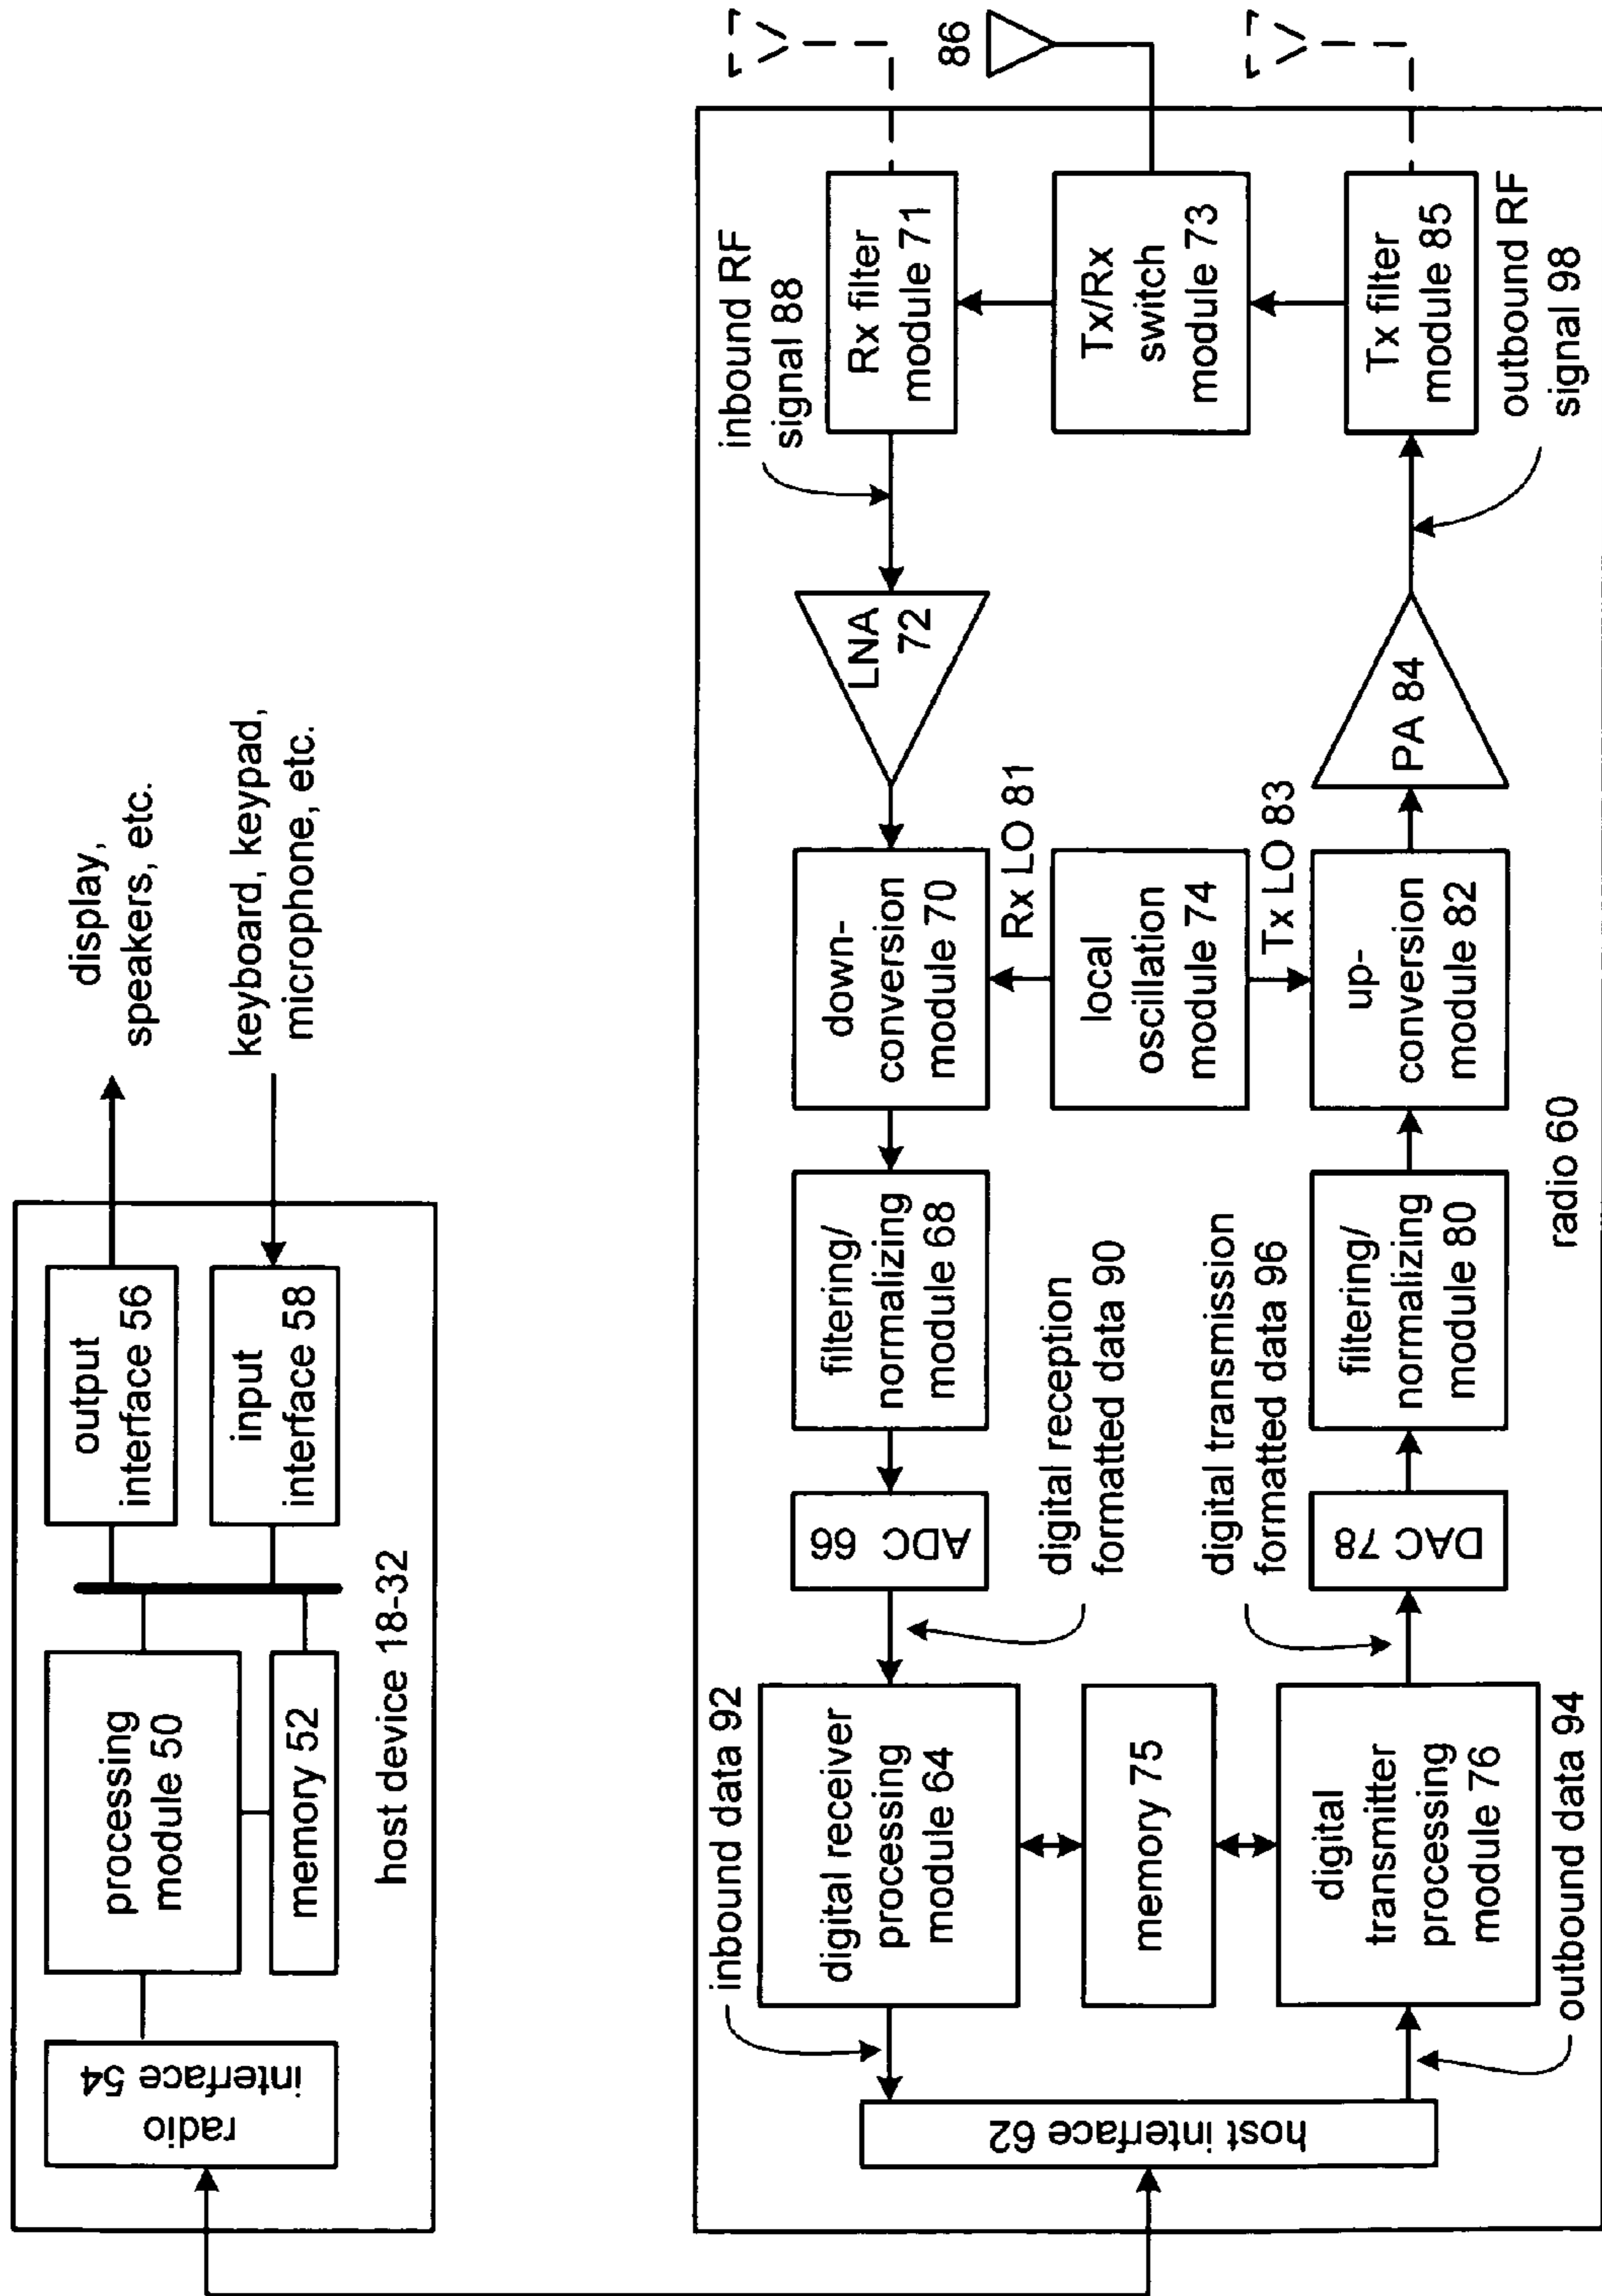 radio
interface 54
processing
module 50
memory 52
output
interface 56
input
interface 58
host device 18-32
display,
speakers, etc.
keyboard, keypad,
microphone, etc.
host interface 62
inbound data 92
digital receiver
processing
module 64
memory 75
digital
transmitter
processing
module 76
outbound data 94
ADC 66
digital reception
formatted data 90
digital transmission
formatted data 96
DAC 78
filtering/
normalizing
module 68
filtering/
normalizing
module 80
down-
conversion
module 70
Rx LO 81
local
oscillation
module 74
Tx LO 83
up-
conversion
module 82
LNA
72
PA 84
inbound RF
signal 88
Rx filter
module 71
Tx/Rx
switch
module 73
Tx filter
module 85
outbound RF
signal 98
86
radio 60